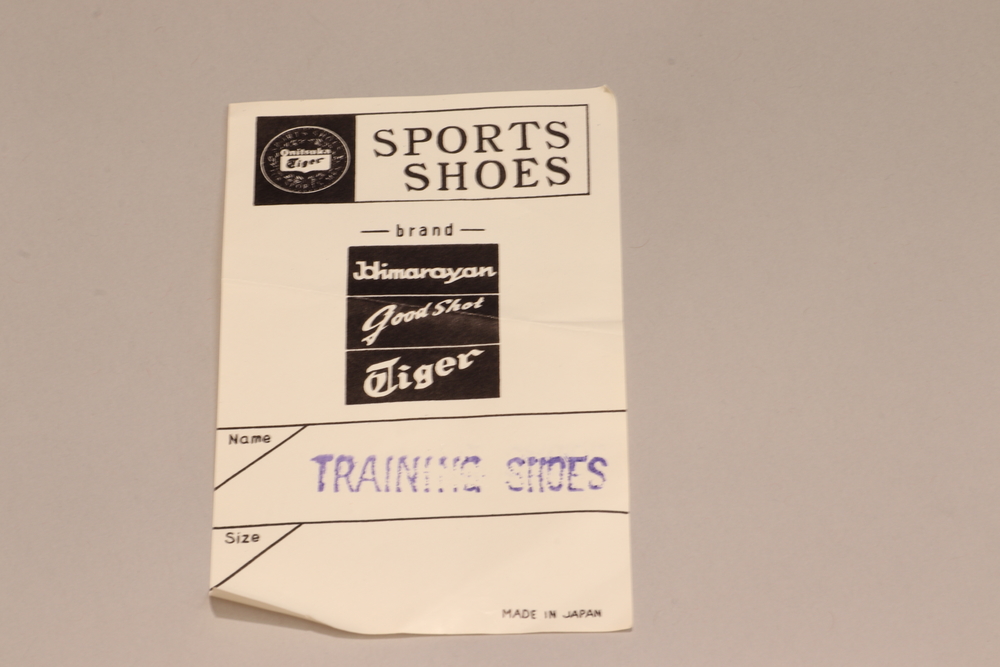 Onitsuka
Tiger
SPORTS
SHOES
brand
Himarayan
Good Shot
Tiger
Name
TRAINING SHOES
Size
MADE IN JAPAN